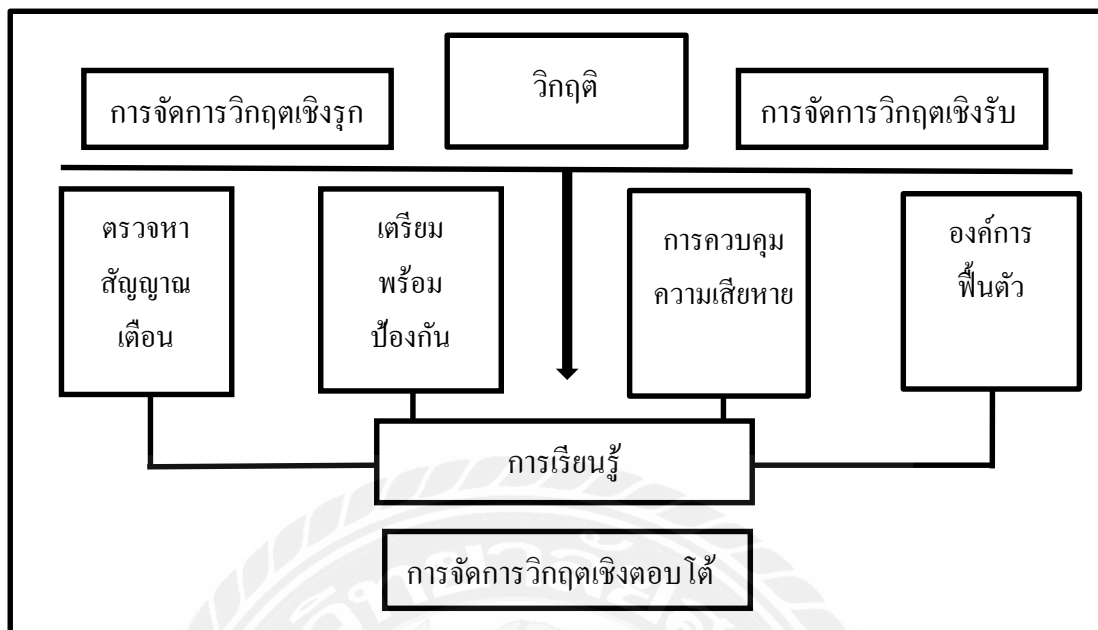 วิกฤติ
การจัดการวิกฤตเชิงรุก
การจัดการวิกฤตเชิงรับ
ตรวจหา
สัญญาณ
เตือน
เตรียม
พร้อม
ป้องกัน
การควบคุม
ความเสียหาย
องค์การ
ฟื้นตัว
การเรียนรู้
การจัดการวิกฤตเชิงตอบโต้